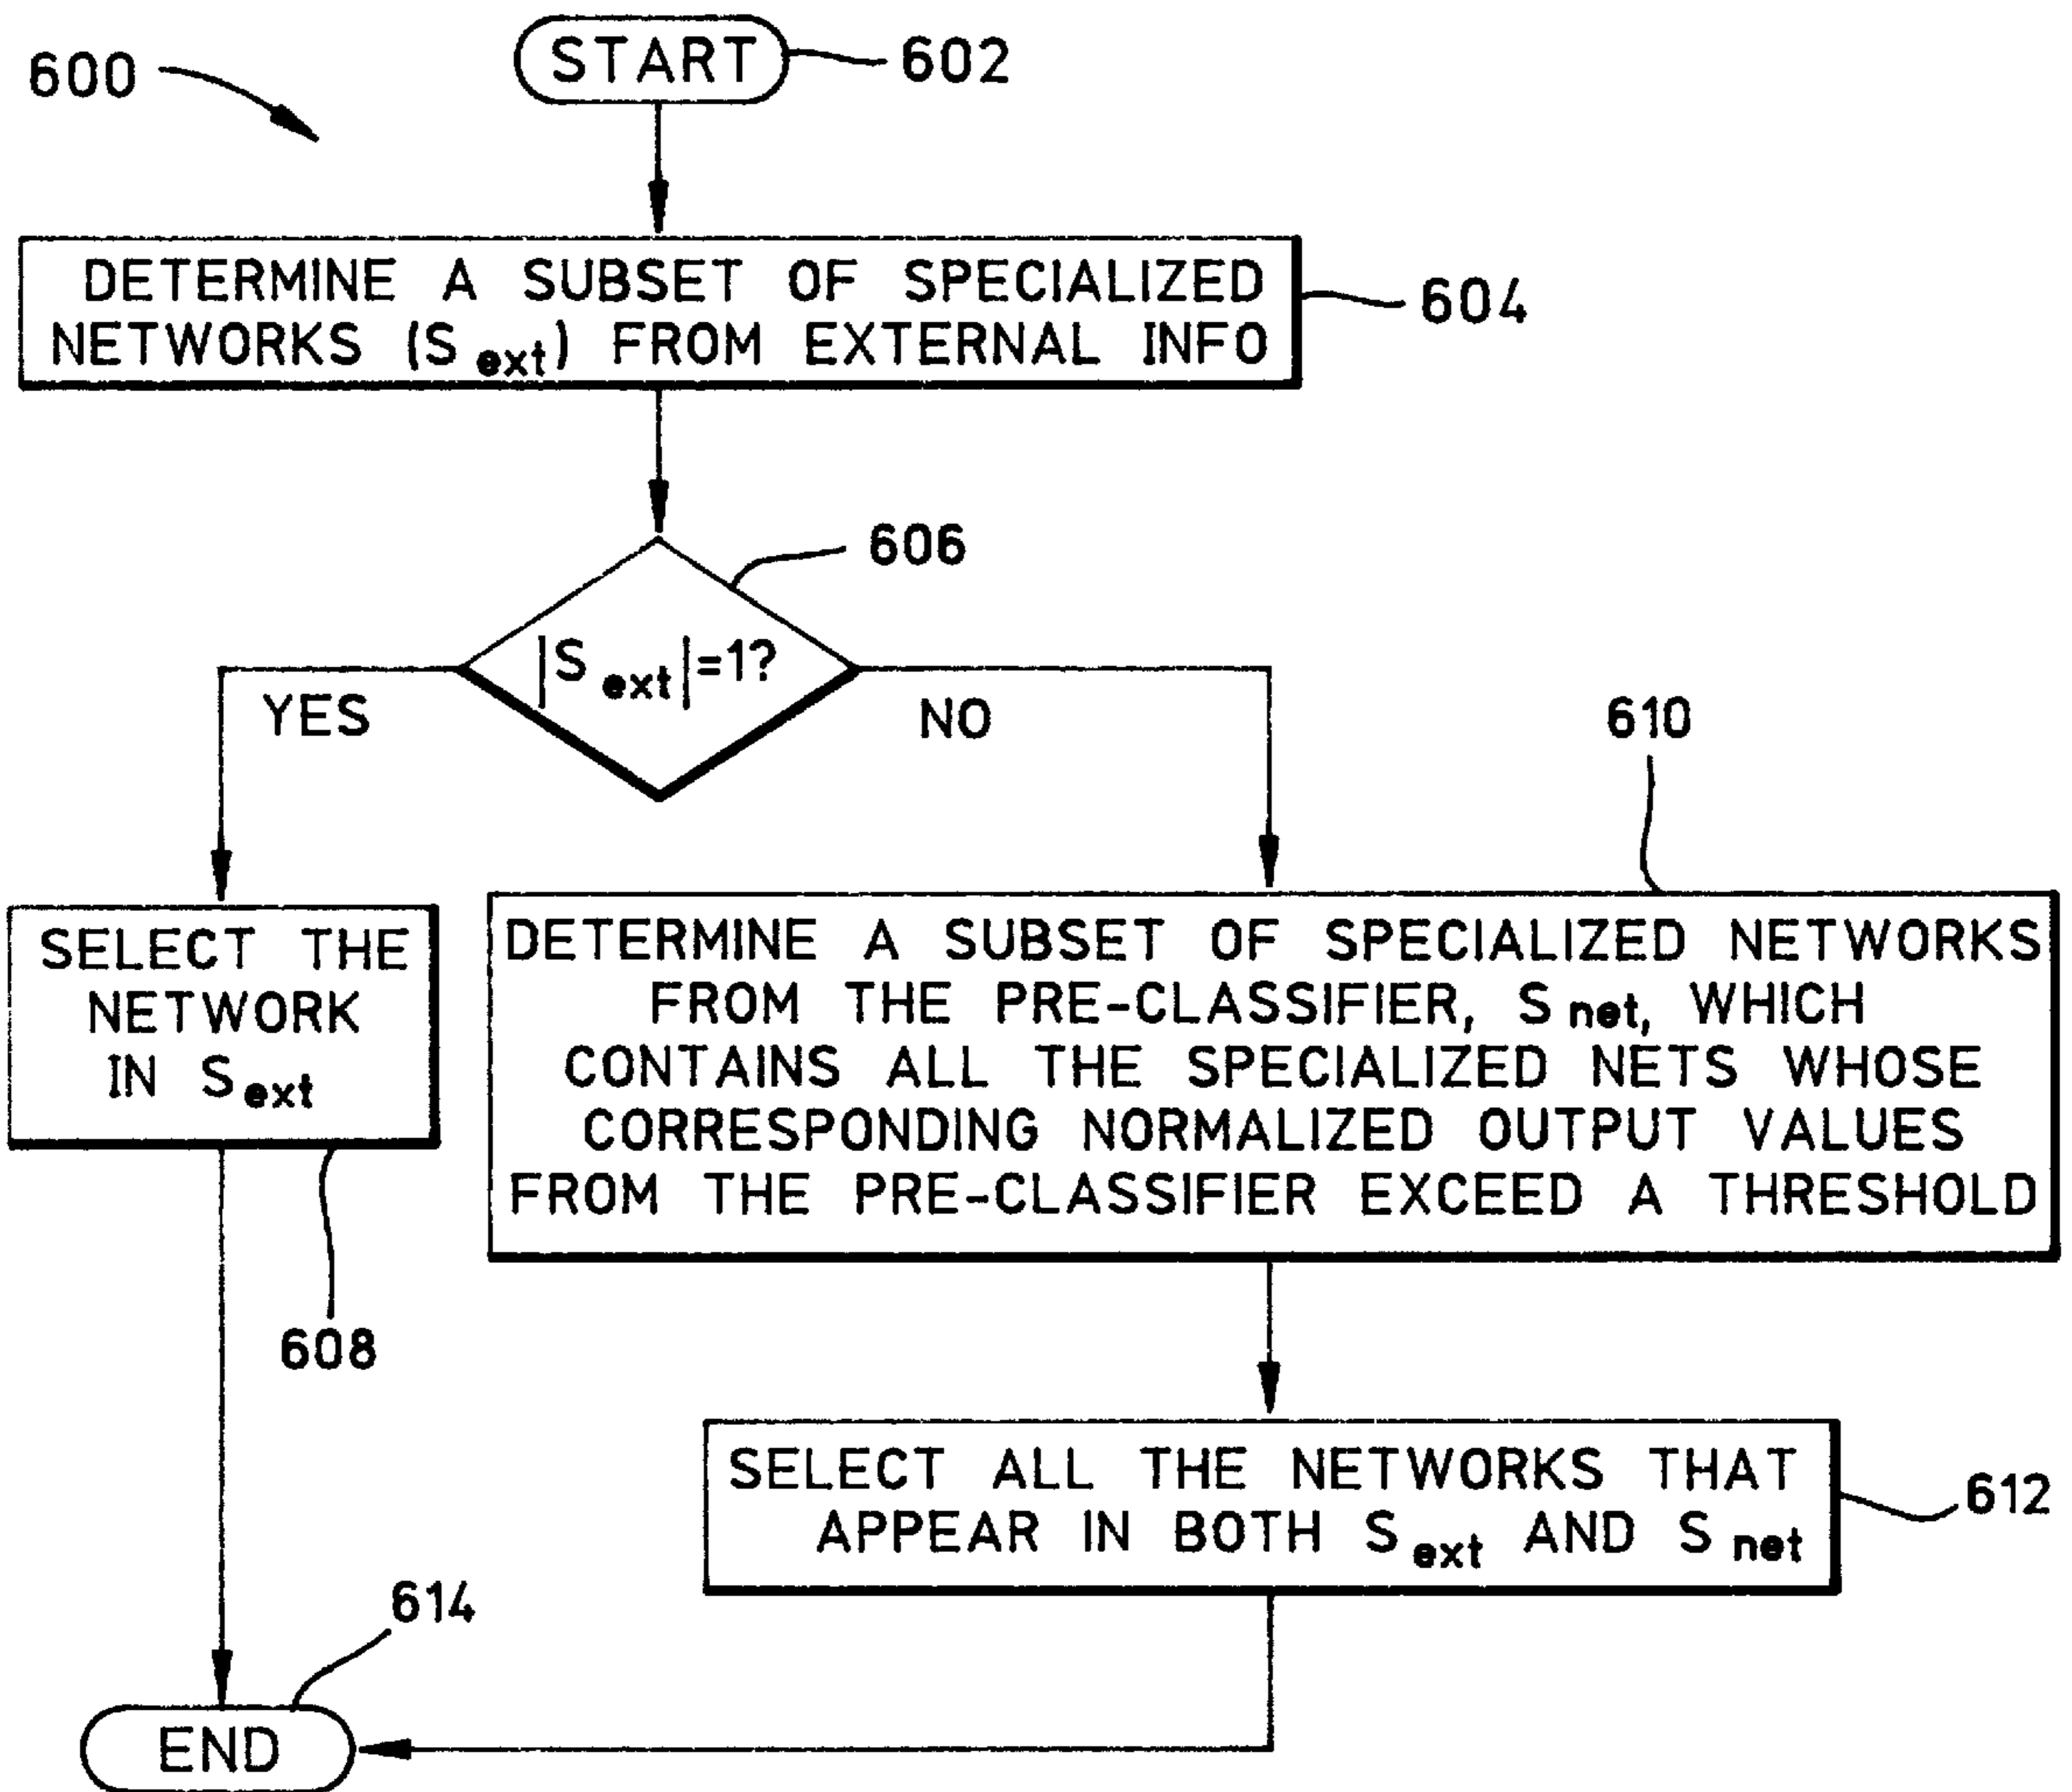 600
START
602
DETERMINE A SUBSET OF SPECIALIZED
NETWORKS (S ext) FROM EXTERNAL INFO
604
606
|S ext|=1?
YES
NO
610
SELECT THE
NETWORK
IN S ext
608
DETERMINE A SUBSET OF SPECIALIZED NETWORKS
FROM THE PRE-CLASSIFIER, S net, WHICH
CONTAINS ALL THE SPECIALIZED NETS WHOSE
CORRESPONDING NORMALIZED OUTPUT VALUES
FROM THE PRE-CLASSIFIER EXCEED A THRESHOLD
SELECT ALL THE NETWORKS THAT
APPEAR IN BOTH S ext AND S net
612
614
END